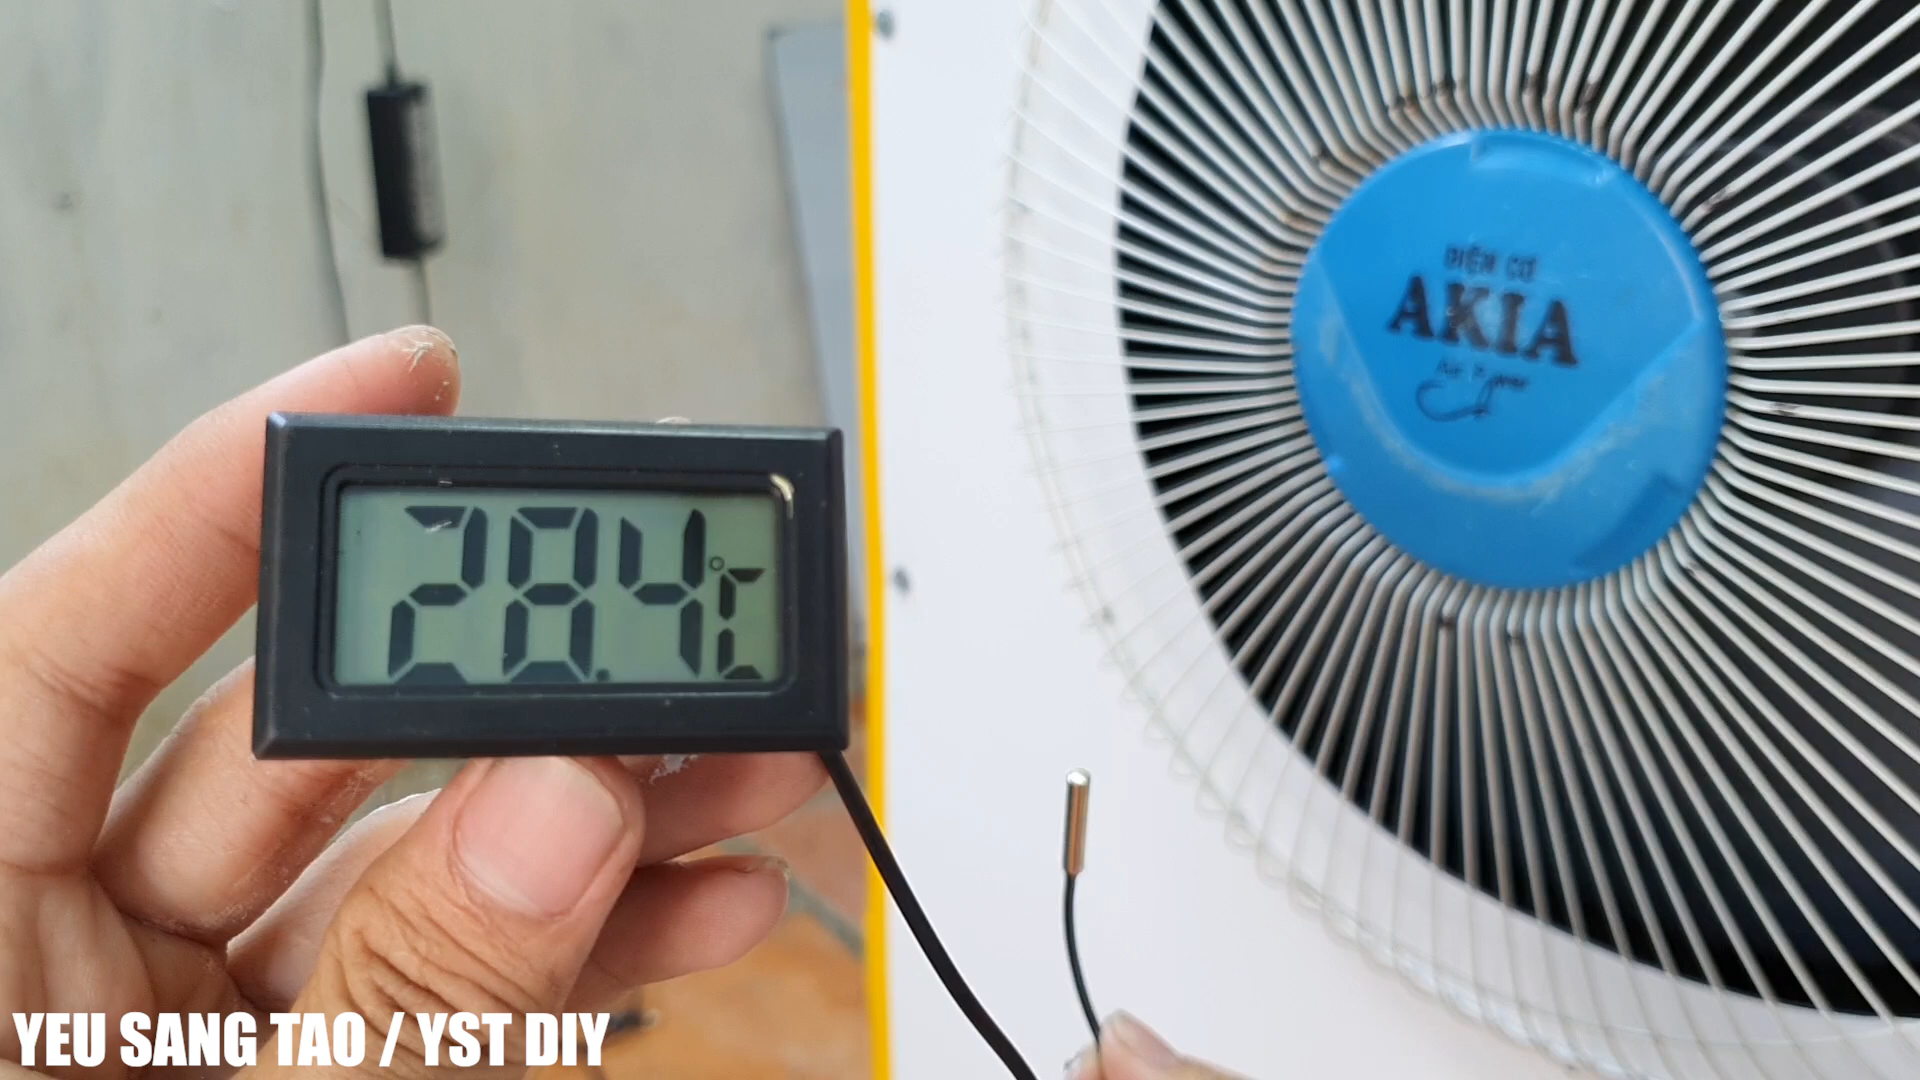 28.4°C
ĐIỆN CƠ
AKIA
YEU SANG TAO / YST DIY